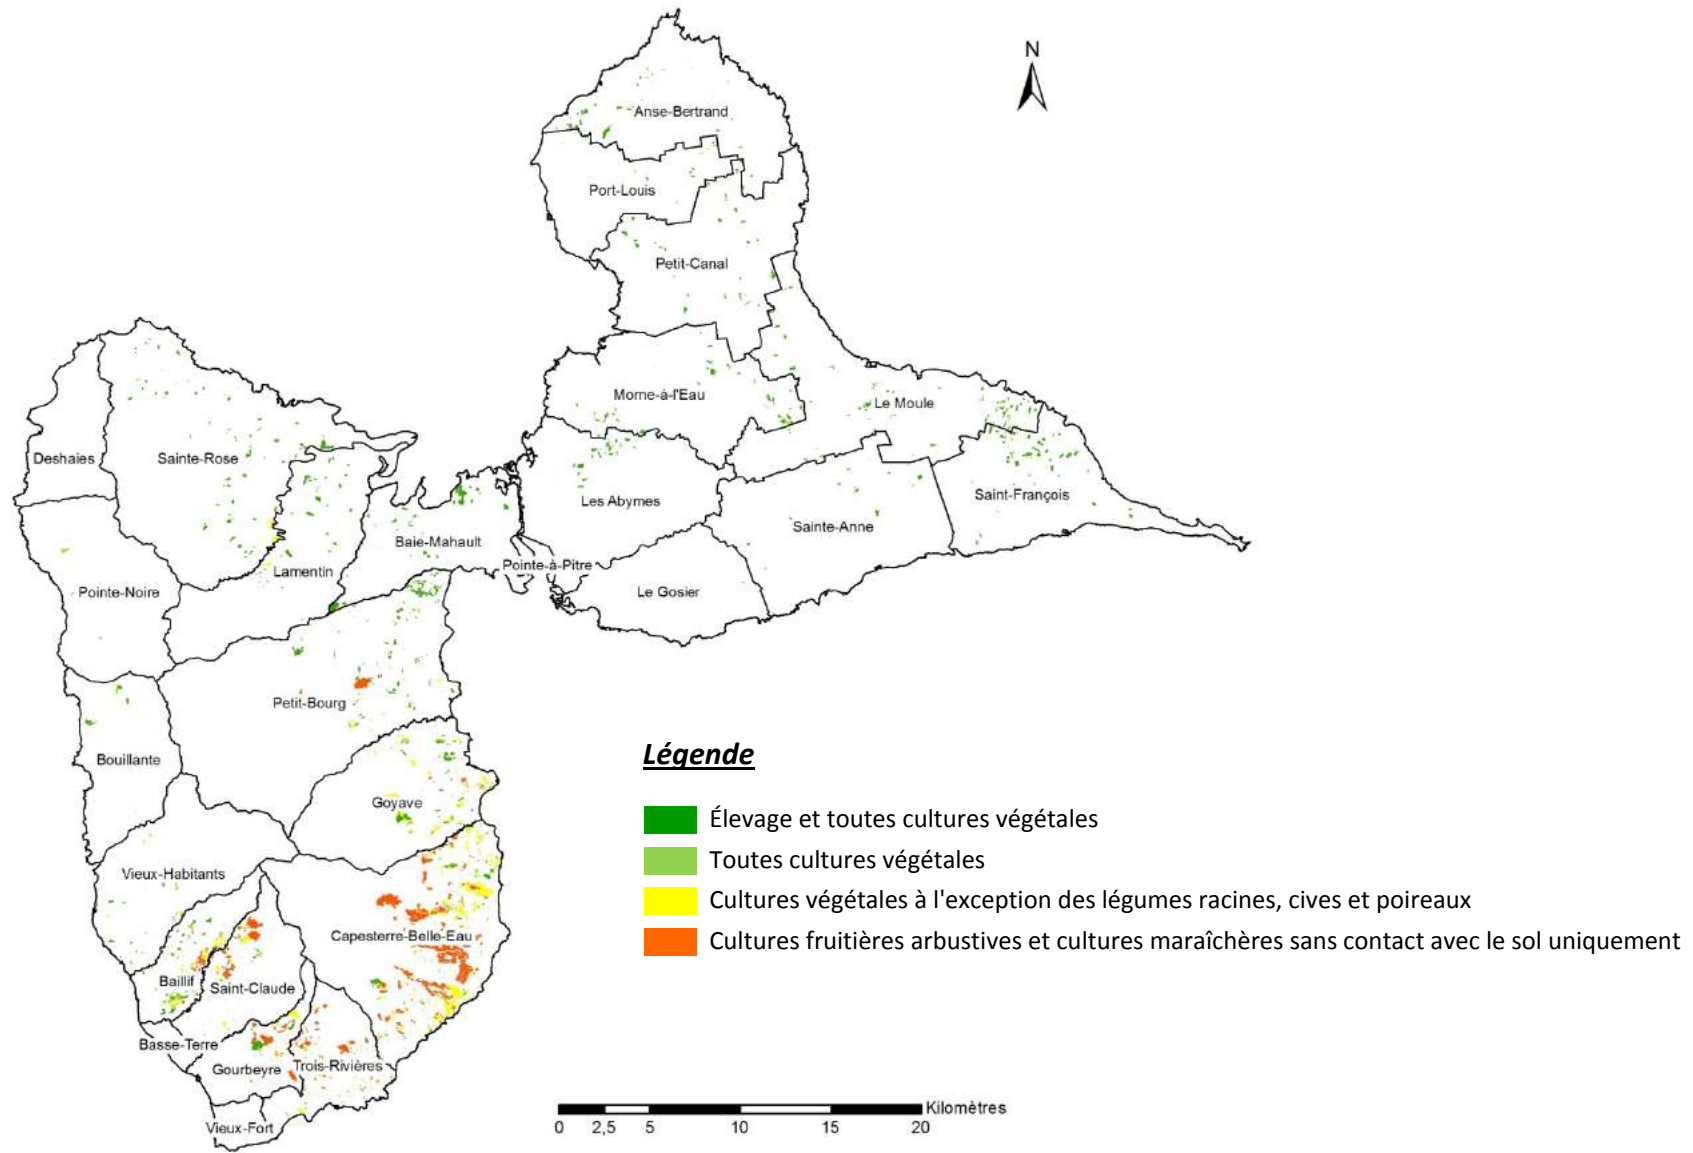 N
Anse-Bertrand
Port-Louis
Petit-Canal
Morne-à-l'Eau
Le Moule
Deshaies
Sainte-Rose
Les Abymes
Saint-François
Sainte-Anne
Baie-Mahault
Pointe-à-Pitre
Lamentin
Pointe-Noire
Le Gosier
Petit-Bourg
Bouillante
Goyave
Vieux-Habitants
Capesterre-Belle-Eau
Baillif
Saint-Claude
Basse-Terre
Gourbeyre
Trois-Rivières
Vieux-Fort
Légende
Élevage et toutes cultures végétales
Toutes cultures végétales
Cultures végétales à l'exception des légumes racines, cives et poireaux
Cultures fruitières arbustives et cultures maraîchères sans contact avec le sol uniquement
Kilomètres
0 2,5 5 10 15 20